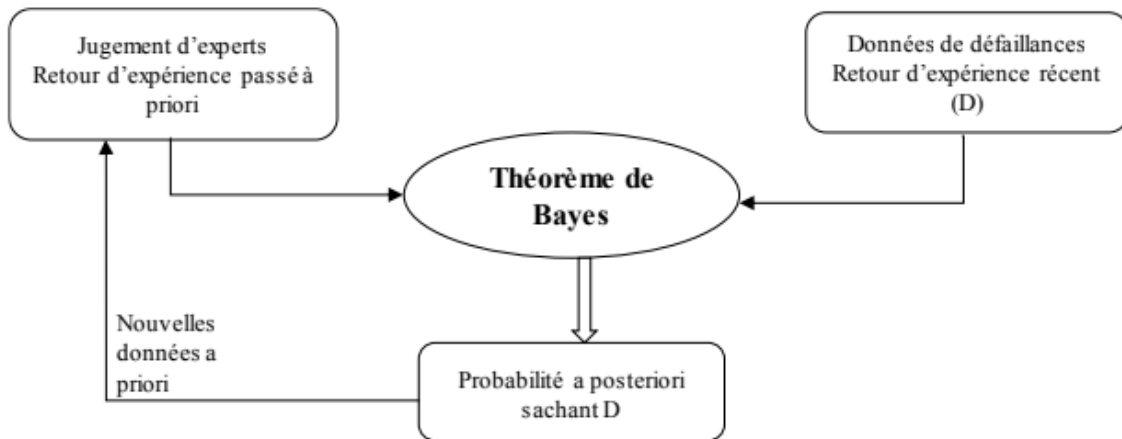 Jugement d'experts
Retour d'expérience passé à
priori
Données de défaillances
Retour d'expérience récent
(D)
Théorème de
Bayes
Nouvelles
données a
priori
Probabilité a posteriori
sachant D